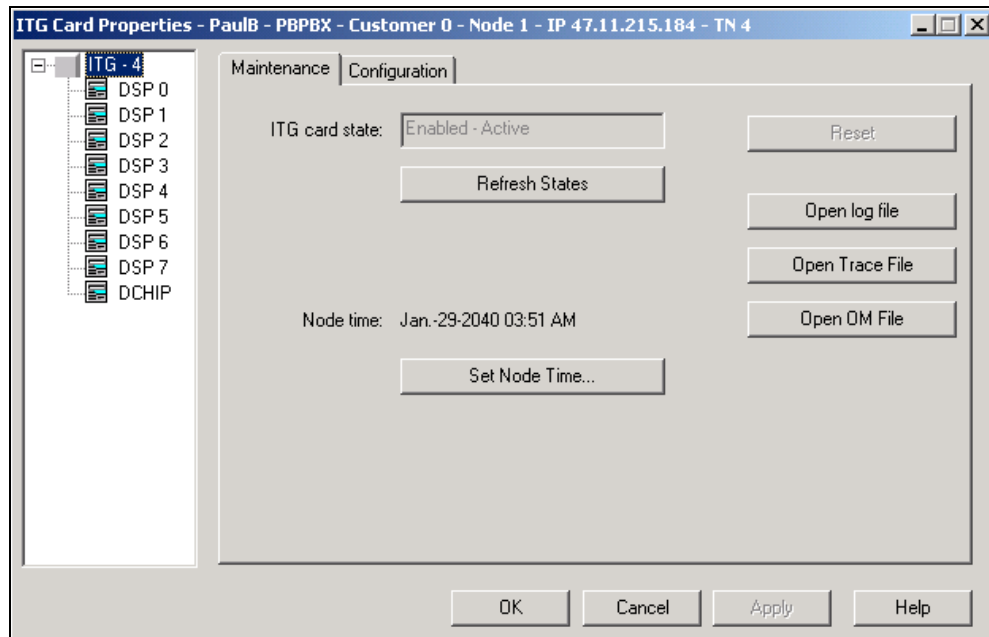 ITG Card Properties - PaulB - PBPBX - Customer 0 - Node 1 - IP 47.11.215.184 - TN 4
ITG - 4
DSP 0
DSP 1
DSP 2
DSP 3
DSP 4
DSP 5
DSP 6
DSP 7
DCHIP
Maintenance
Configuration
ITG card state:
Enabled - Active
Reset
Refresh States
Open log file
Open Trace File
Node time:
Jan.-29-2040 03:51 AM
Open OM File
Set Node Time...
OK
Cancel
Apply
Help